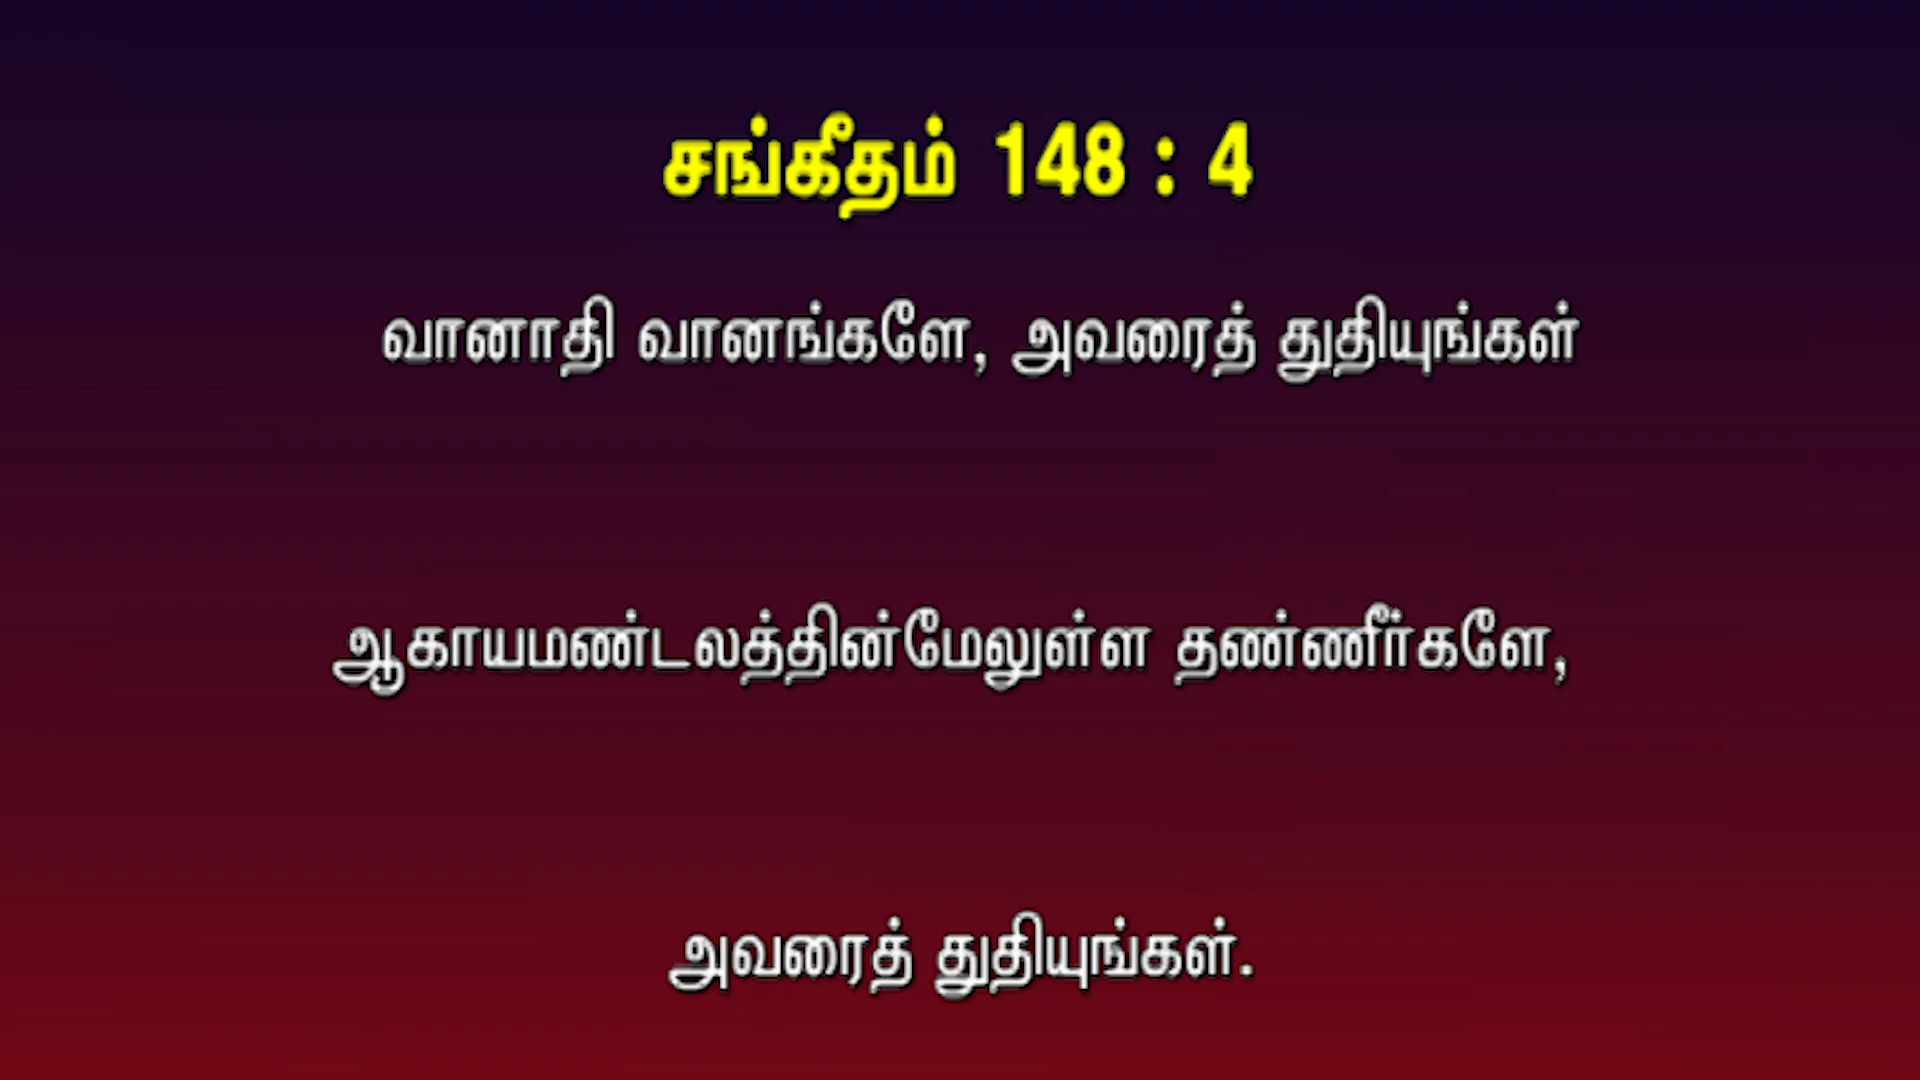 சங்கீதம் 148 : 4
வானாதி வானங்களே, அவரைத் துதியுங்கள்
ஆகாயமண்டலத்தின்மேலுள்ள தண்ணீர்களே,
அவரைத் துதியுங்கள்.